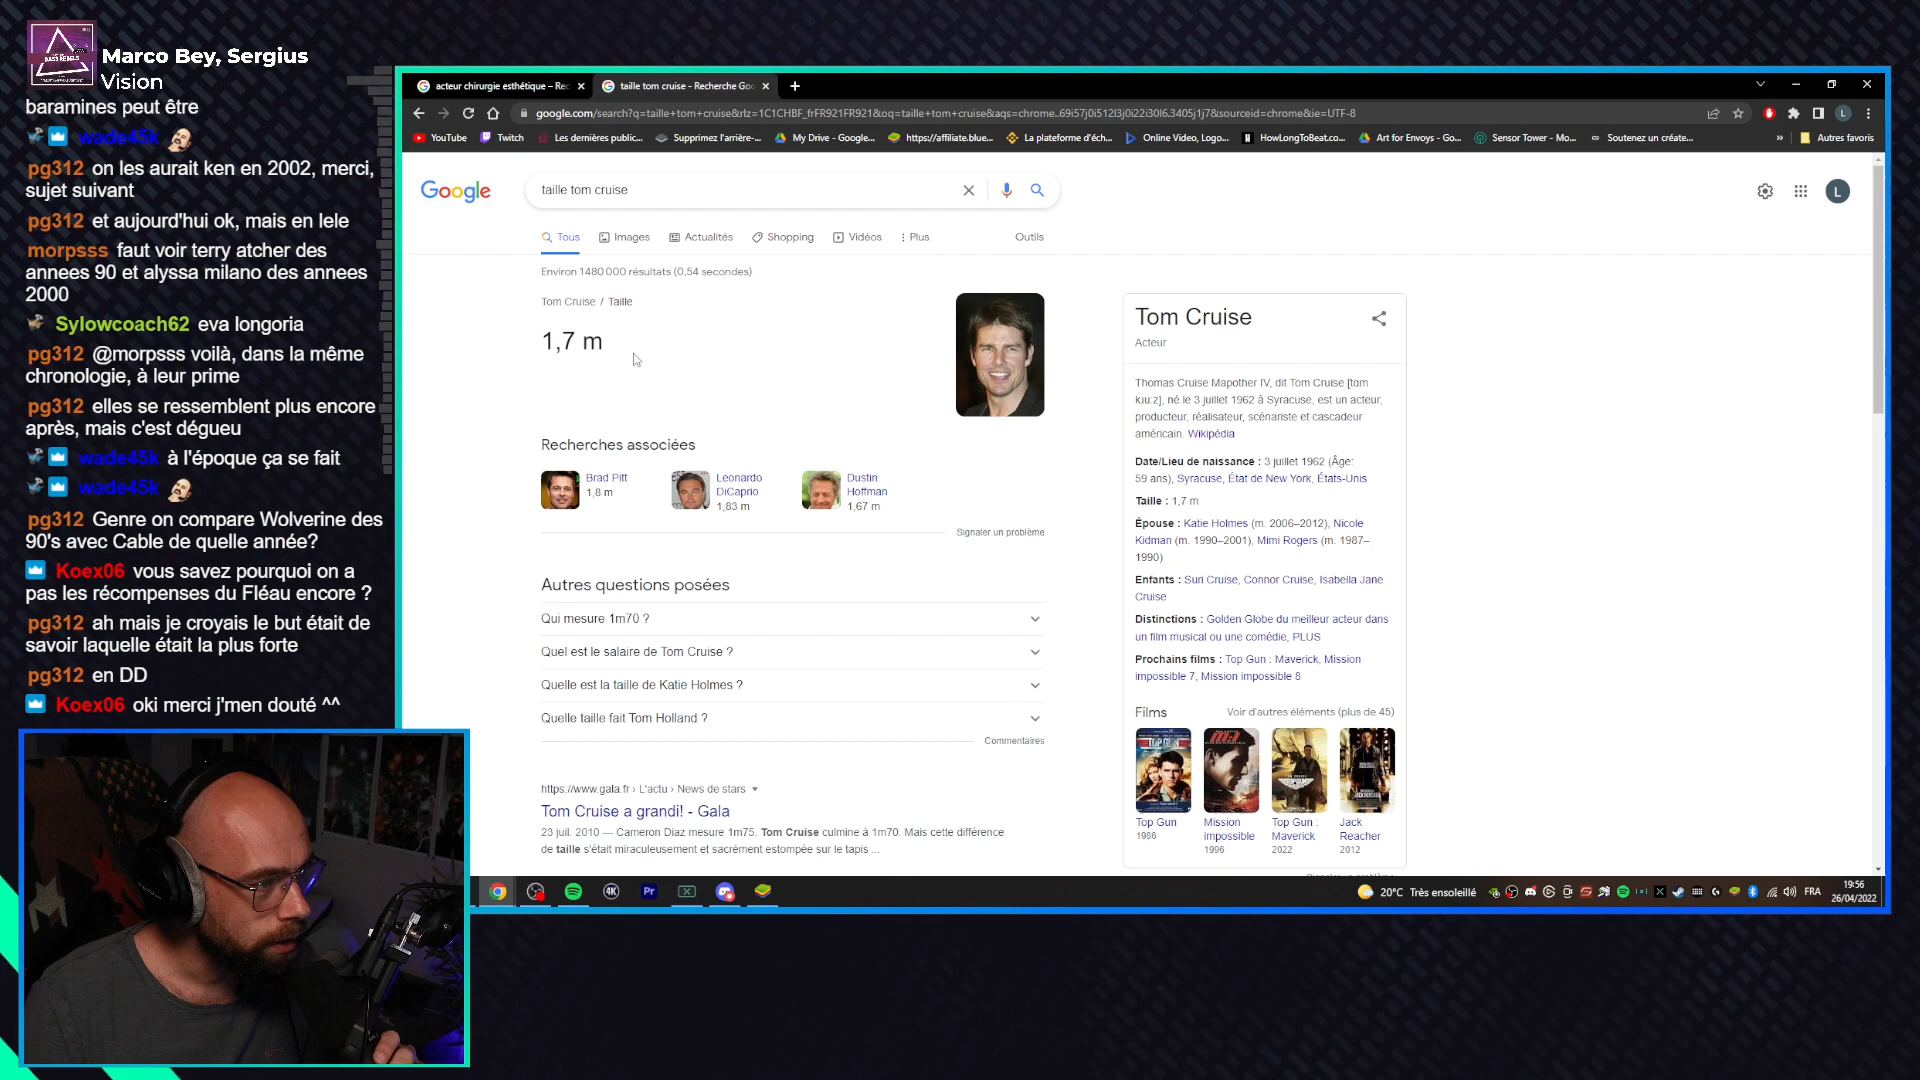 Marco Bey, Sergius
Vision
BASS REBELS
baramines peut être
wade45k
pg312 on les aurait ken en 2002, merci,
sujet suivant
pg312 et aujourd'hui ok, mais en lele
morpsss faut voir terry atcher des
annees 90 et alyssa milano des annees
2000
Sylowcoach62 eva longoria
pg312 @morpsss voilà, dans la même
chronologie, à leur prime
pg312 elles se ressemblent plus encore
après, mais c'est dégueu
wade45k à l'époque ça se fait
wade45k
pg312 Genre on compare Wolverine des
90's avec Cable de quelle année?
Koex06 vous savez pourquoi on a
pas les récompenses du Fléau encore ?
pg312 ah mais je croyais le but était de
savoir laquelle était la plus forte
pg312 en DD
Koex06 oki merci j'men douté ^^
acteur chirurgie esthétique – Rec
taille tom cruise - Recherche Goo
google.com/search?q=taille+tom+cruise&rlz=1C1CHBF_frFR921FR921&oq=taille+tom+cruise&aqs=chrome..69i57j0i512l3j0i22i30l6.3405j1j7&sourceid=chrome&ie=UTF-8
YouTube
Twitch
Les dernières public...
Supprimez l'arrière-...
My Drive - Google...
https://affiliate.blue...
La plateforme d'éch...
Online Video, Logo...
HowLongToBeat.co...
Art for Envoys - Go...
Sensor Tower - Mo...
Soutenez un créate...
»
Autres favoris
Google
taille tom cruise
L
Tous
Images
Actualités
Shopping
Vidéos
Plus
Outils
Environ 1 480 000 résultats (0,54 secondes)
Tom Cruise / Taille
1,7 m
Recherches associées
Brad Pitt
1,8 m
Leonardo
DiCaprio
1,83 m
Dustin
Hoffman
1,67 m
Signaler un problème
Autres questions posées
Qui mesure 1m70 ?
Quel est le salaire de Tom Cruise ?
Quelle est la taille de Katie Holmes ?
Quelle taille fait Tom Holland ?
Commentaires
https://www.gala.fr › L'actu › News de stars
Tom Cruise a grandi! - Gala
23 juil. 2010 — Cameron Diaz mesure 1m75. Tom Cruise culmine à 1m70. Mais cette différence
de taille s'était miraculeusement et sacrément estompée sur le tapis ...
Tom Cruise
Acteur
Thomas Cruise Mapother IV, dit Tom Cruise [tɑm
kɹuːz], né le 3 juillet 1962 à Syracuse, est un acteur,
producteur, réalisateur, scénariste et cascadeur
américain. Wikipédia
Date/Lieu de naissance : 3 juillet 1962 (Âge:
59 ans), Syracuse, État de New York, États-Unis
Taille : 1,7 m
Épouse : Katie Holmes (m. 2006–2012), Nicole
Kidman (m. 1990–2001), Mimi Rogers (m. 1987–
1990)
Enfants : Suri Cruise, Connor Cruise, Isabella Jane
Cruise
Distinctions : Golden Globe du meilleur acteur dans
un film musical ou une comédie, PLUS
Prochains films : Top Gun : Maverick, Mission
impossible 7, Mission impossible 8
Films
Voir d'autres éléments (plus de 45)
TOP GUN
Top Gun
1986
Mission
impossible
1996
Top Gun :
Maverick
2022
Jack
Reacher
2012
4K
Pr
20°C Très ensoleillé
FRA
19:56
26/04/2022